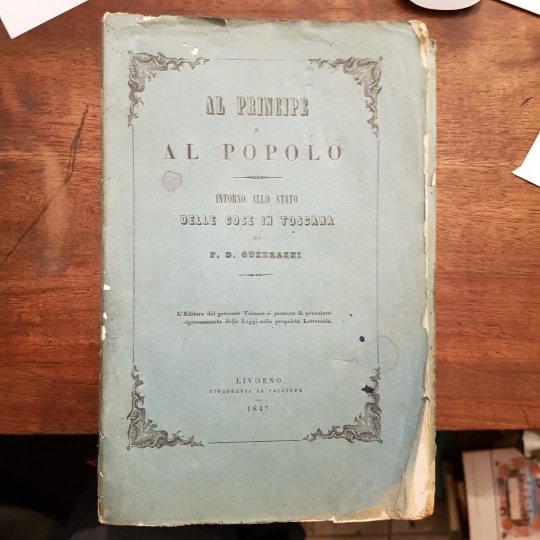 AL PRINCIPE
E
AL POPOLO
INTORNO ALLO STATO
DELLE COSE IN TOSCANA
DI
F. D. GUERRAZZI
L'Editore del presente Volume si protesta di prevalersi
rigorosamente delle Leggi sulla proprietà Letteraria.
LIVORNO
TIPOGRAFIA LA CALLIOPE
1847